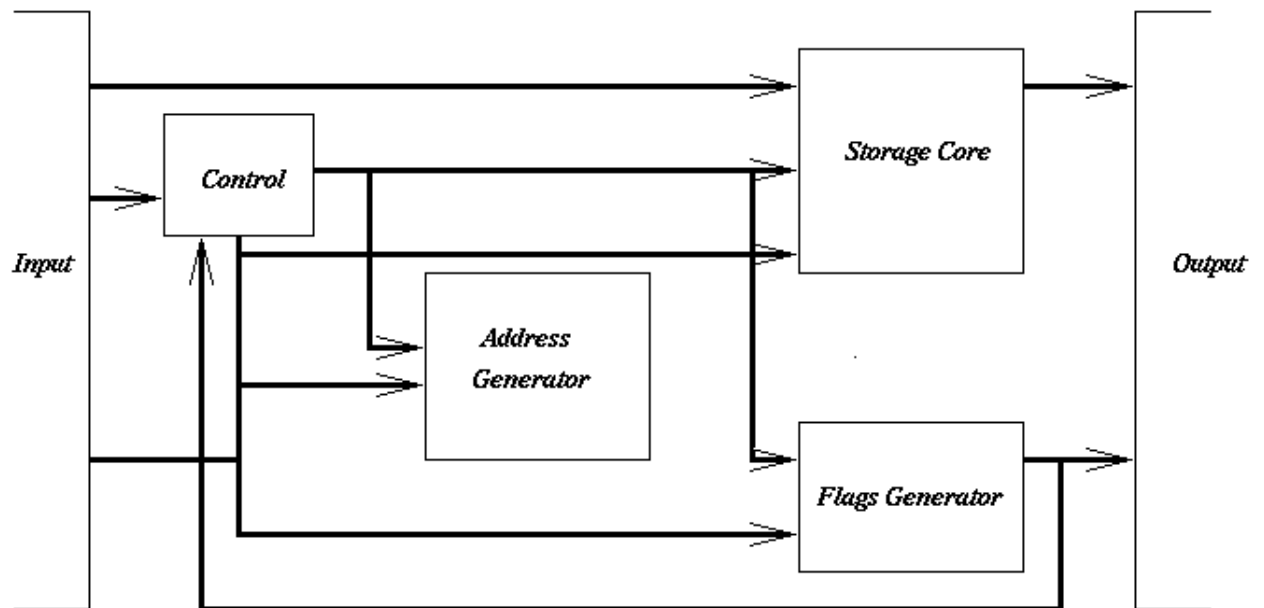 Storage Core
Control
Input
Output
Address
Generator
Flags Generator